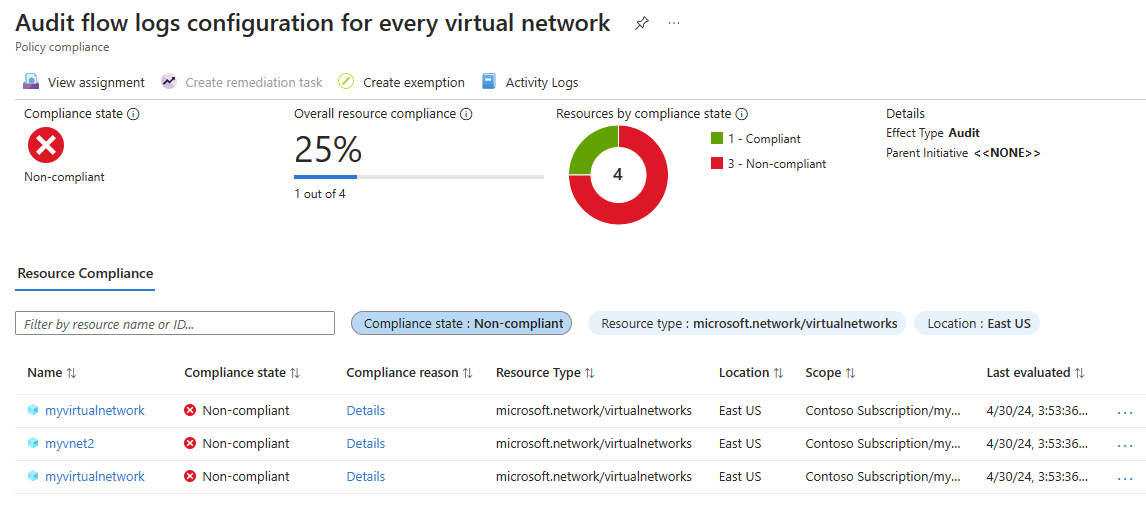 Audit flow logs configuration for every virtual network
Policy compliance
View assignment Create remediation task Create exemption Activity Logs
Compliance state Overall resource compliance Resources by compliance state Details
Effect Type Audit
25%
1 - Compliant
Parent Initiative <<NONE>>
3 - Non-compliant
4
Non-compliant
1 out of 4
Resource Compliance
Filter by resource name or ID... Compliance state : Non-compliant Resource type : microsoft.network/virtualnetworks Location : East US
Name Compliance state Compliance reason Resource Type Location Scope Last evaluated
myvirtualnetwork Non-compliant Details microsoft.network/virtualnetworks East US Contoso Subscription/my... 4/30/24, 3:53:36... ...
myvnet2 Non-compliant Details microsoft.network/virtualnetworks East US Contoso Subscription/my... 4/30/24, 3:53:36... ...
myvirtualnetwork Non-compliant Details microsoft.network/virtualnetworks East US Contoso Subscription/my... 4/30/24, 3:53:36... ...